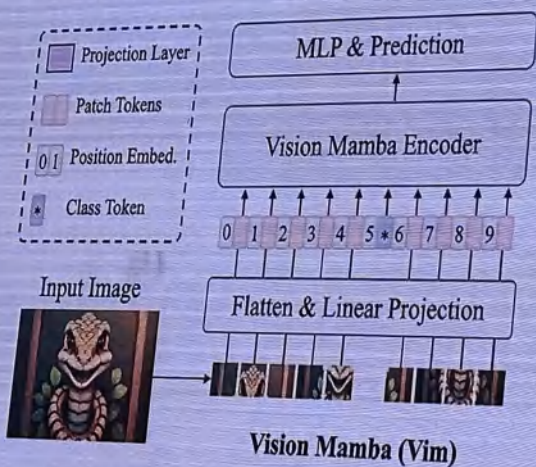 Projection Layer
Patch Tokens
0 1 Position Embed.
* Class Token
Input Image
MLP & Prediction
Vision Mamba Encoder
0 1 2 3 4 5 * 6 7 8 9
Flatten & Linear Projection
Vision Mamba (Vim)